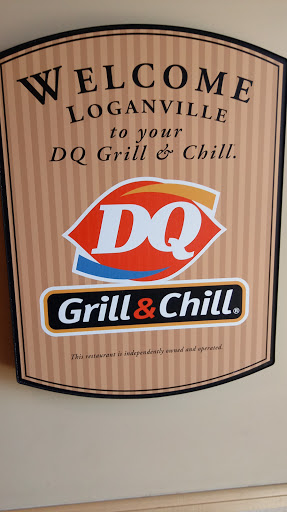 WELCOME
LOGANVILLE
to your
DQ Grill & Chill.
DQ
Grill & Chill®
This restaurant is independently owned and operated.